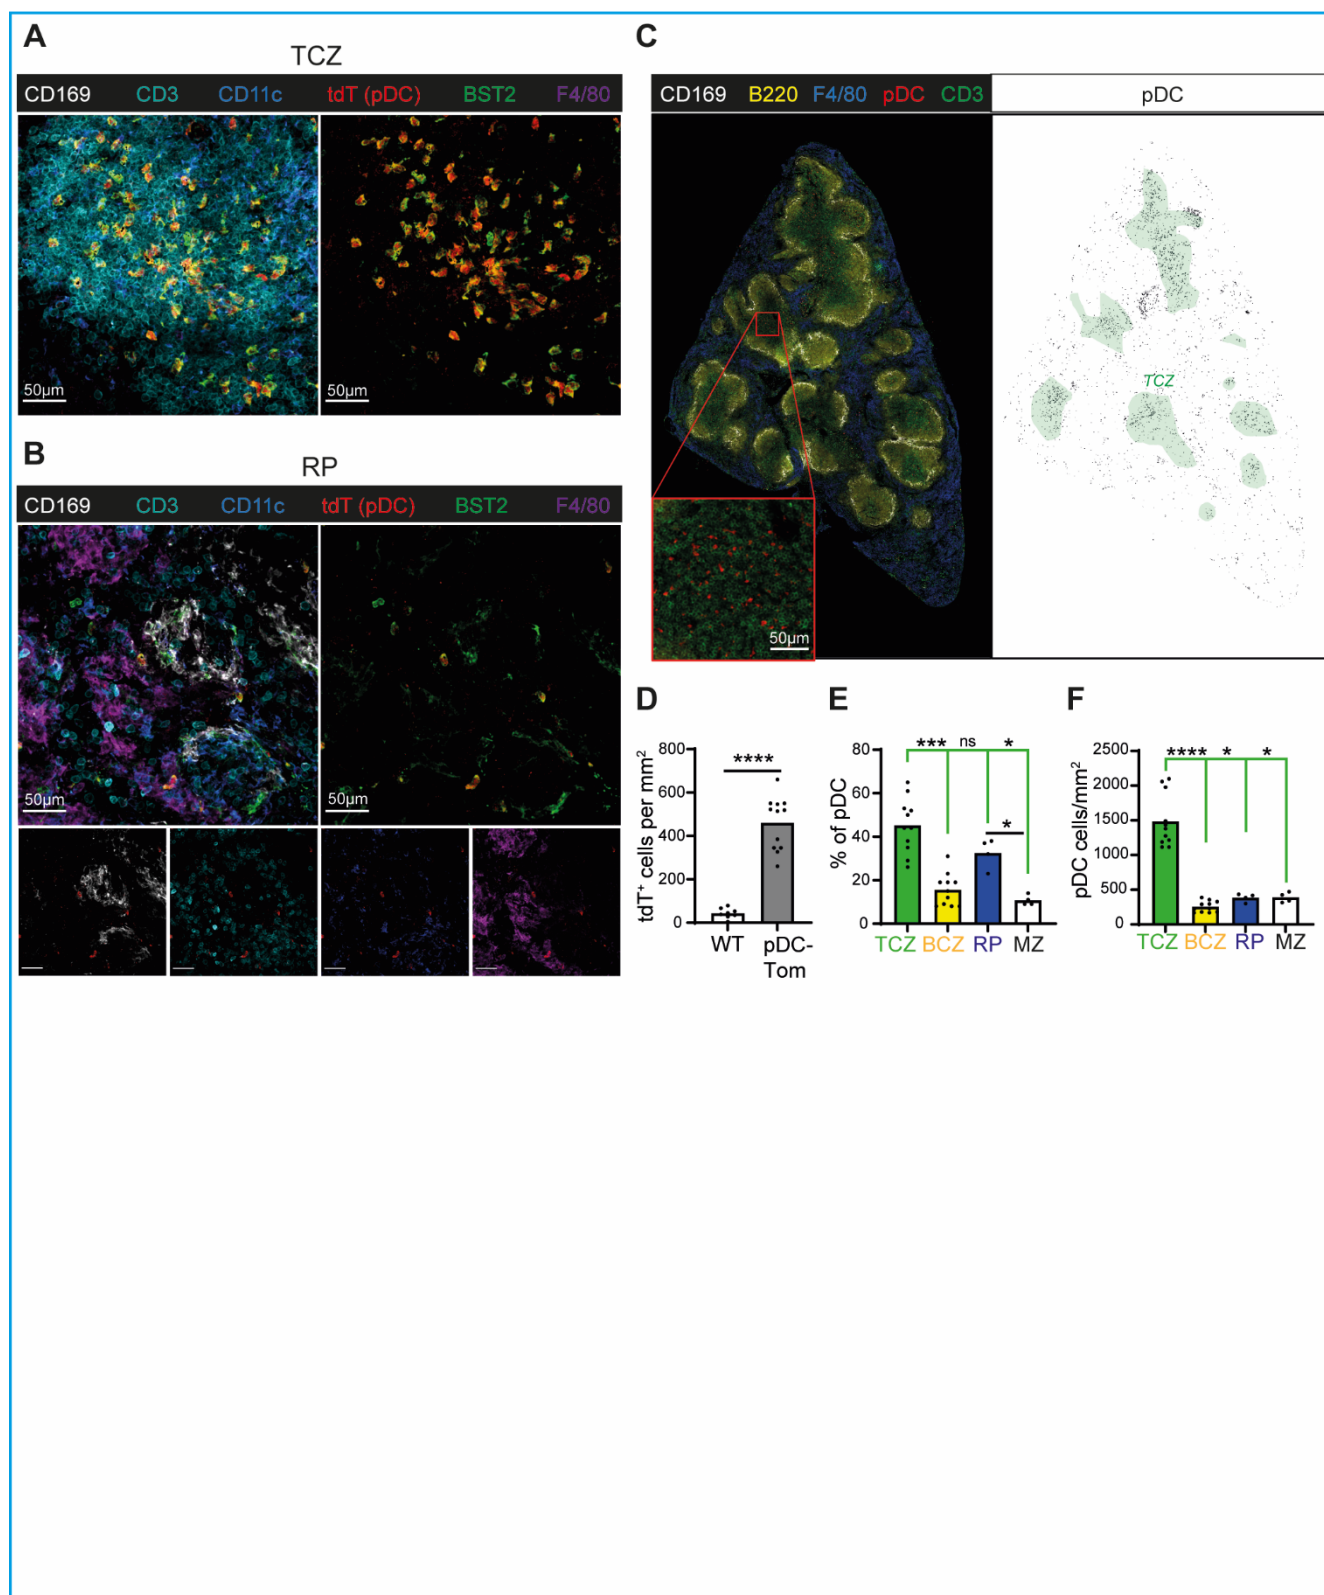 A
TCZ
CD169 CD3 CD11c tdT (pDC) BST2 F4/80
50µm 50µm
B
RP
CD169 CD3 CD11c tdT (pDC) BST2 F4/80
50µm 50µm
C
CD169 B220 F4/80 pDC CD3 pDC
TCZ
50µm
D
tdT⁺ cells per mm²
800
600
400
200
0
****
WT pDC-
Tom
E
% of pDC
80
60
40
20
0
*** ns *
*
TCZ BCZ RP MZ
F
pDC cells/mm²
2500
2000
1500
1000
500
0
**** * *
TCZ BCZ RP MZ